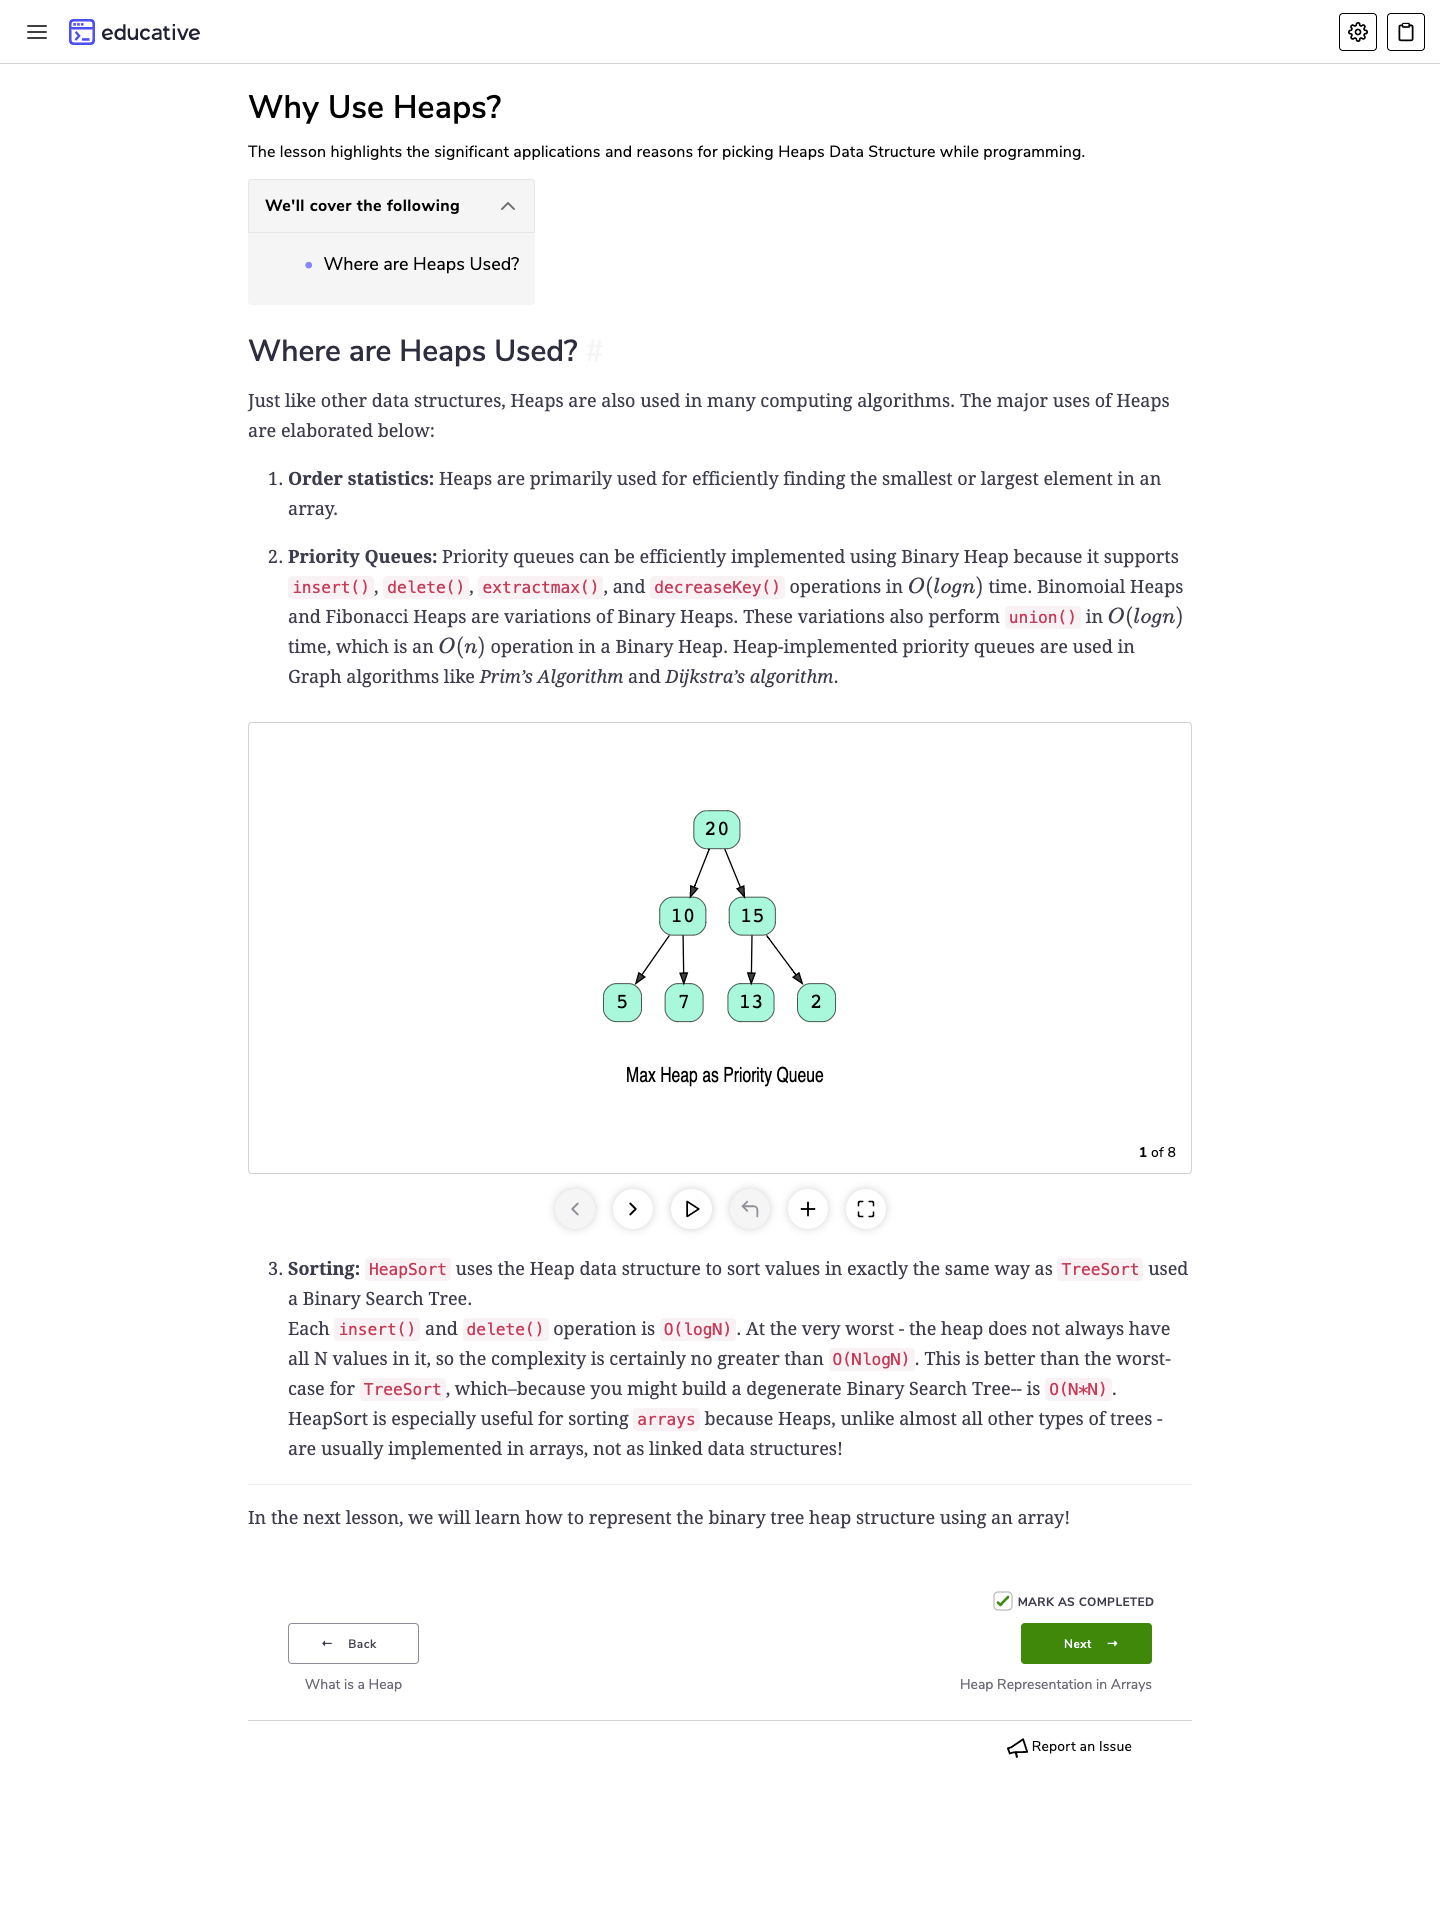 educative
Why Use Heaps?
The lesson highlights the significant applications and reasons for picking Heaps Data Structure while programming.
We'll cover the following
Where are Heaps Used?
Where are Heaps Used? #
Just like other data structures, Heaps are also used in many computing algorithms. The major uses of Heaps
are elaborated below:
1. Order statistics: Heaps are primarily used for efficiently finding the smallest or largest element in an
array.
2. Priority Queues: Priority queues can be efficiently implemented using Binary Heap because it supports
insert(), delete(), extractmax(), and decreaseKey() operations in O(logn) time. Binomoial Heaps
and Fibonacci Heaps are variations of Binary Heaps. These variations also perform union() in O(logn)
time, which is an O(n) operation in a Binary Heap. Heap-implemented priority queues are used in
Graph algorithms like Prim’s Algorithm and Dijkstra’s algorithm.
20
10 15
5 7 13 2
Max Heap as Priority Queue
1 of 8
3. Sorting: HeapSort uses the Heap data structure to sort values in exactly the same way as TreeSort used
a Binary Search Tree.
Each insert() and delete() operation is O(logN). At the very worst - the heap does not always have
all N values in it, so the complexity is certainly no greater than O(NlogN). This is better than the worst-
case for TreeSort, which–because you might build a degenerate Binary Search Tree-- is O(N*N).
HeapSort is especially useful for sorting arrays because Heaps, unlike almost all other types of trees -
are usually implemented in arrays, not as linked data structures!
In the next lesson, we will learn how to represent the binary tree heap structure using an array!
MARK AS COMPLETED
← Back
Next →
What is a Heap
Heap Representation in Arrays
Report an Issue